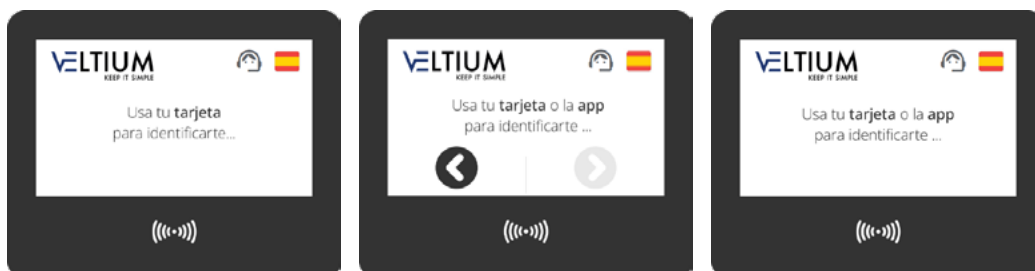 VELTIUM
KEEP IT SIMPLE
Usa tu tarjeta
para identificarte...
VELTIUM
KEEP IT SIMPLE
Usa tu tarjeta o la app
para identificarte ...
VELTIUM
KEEP IT SIMPLE
Usa tu tarjeta o la app
para identificarte ...